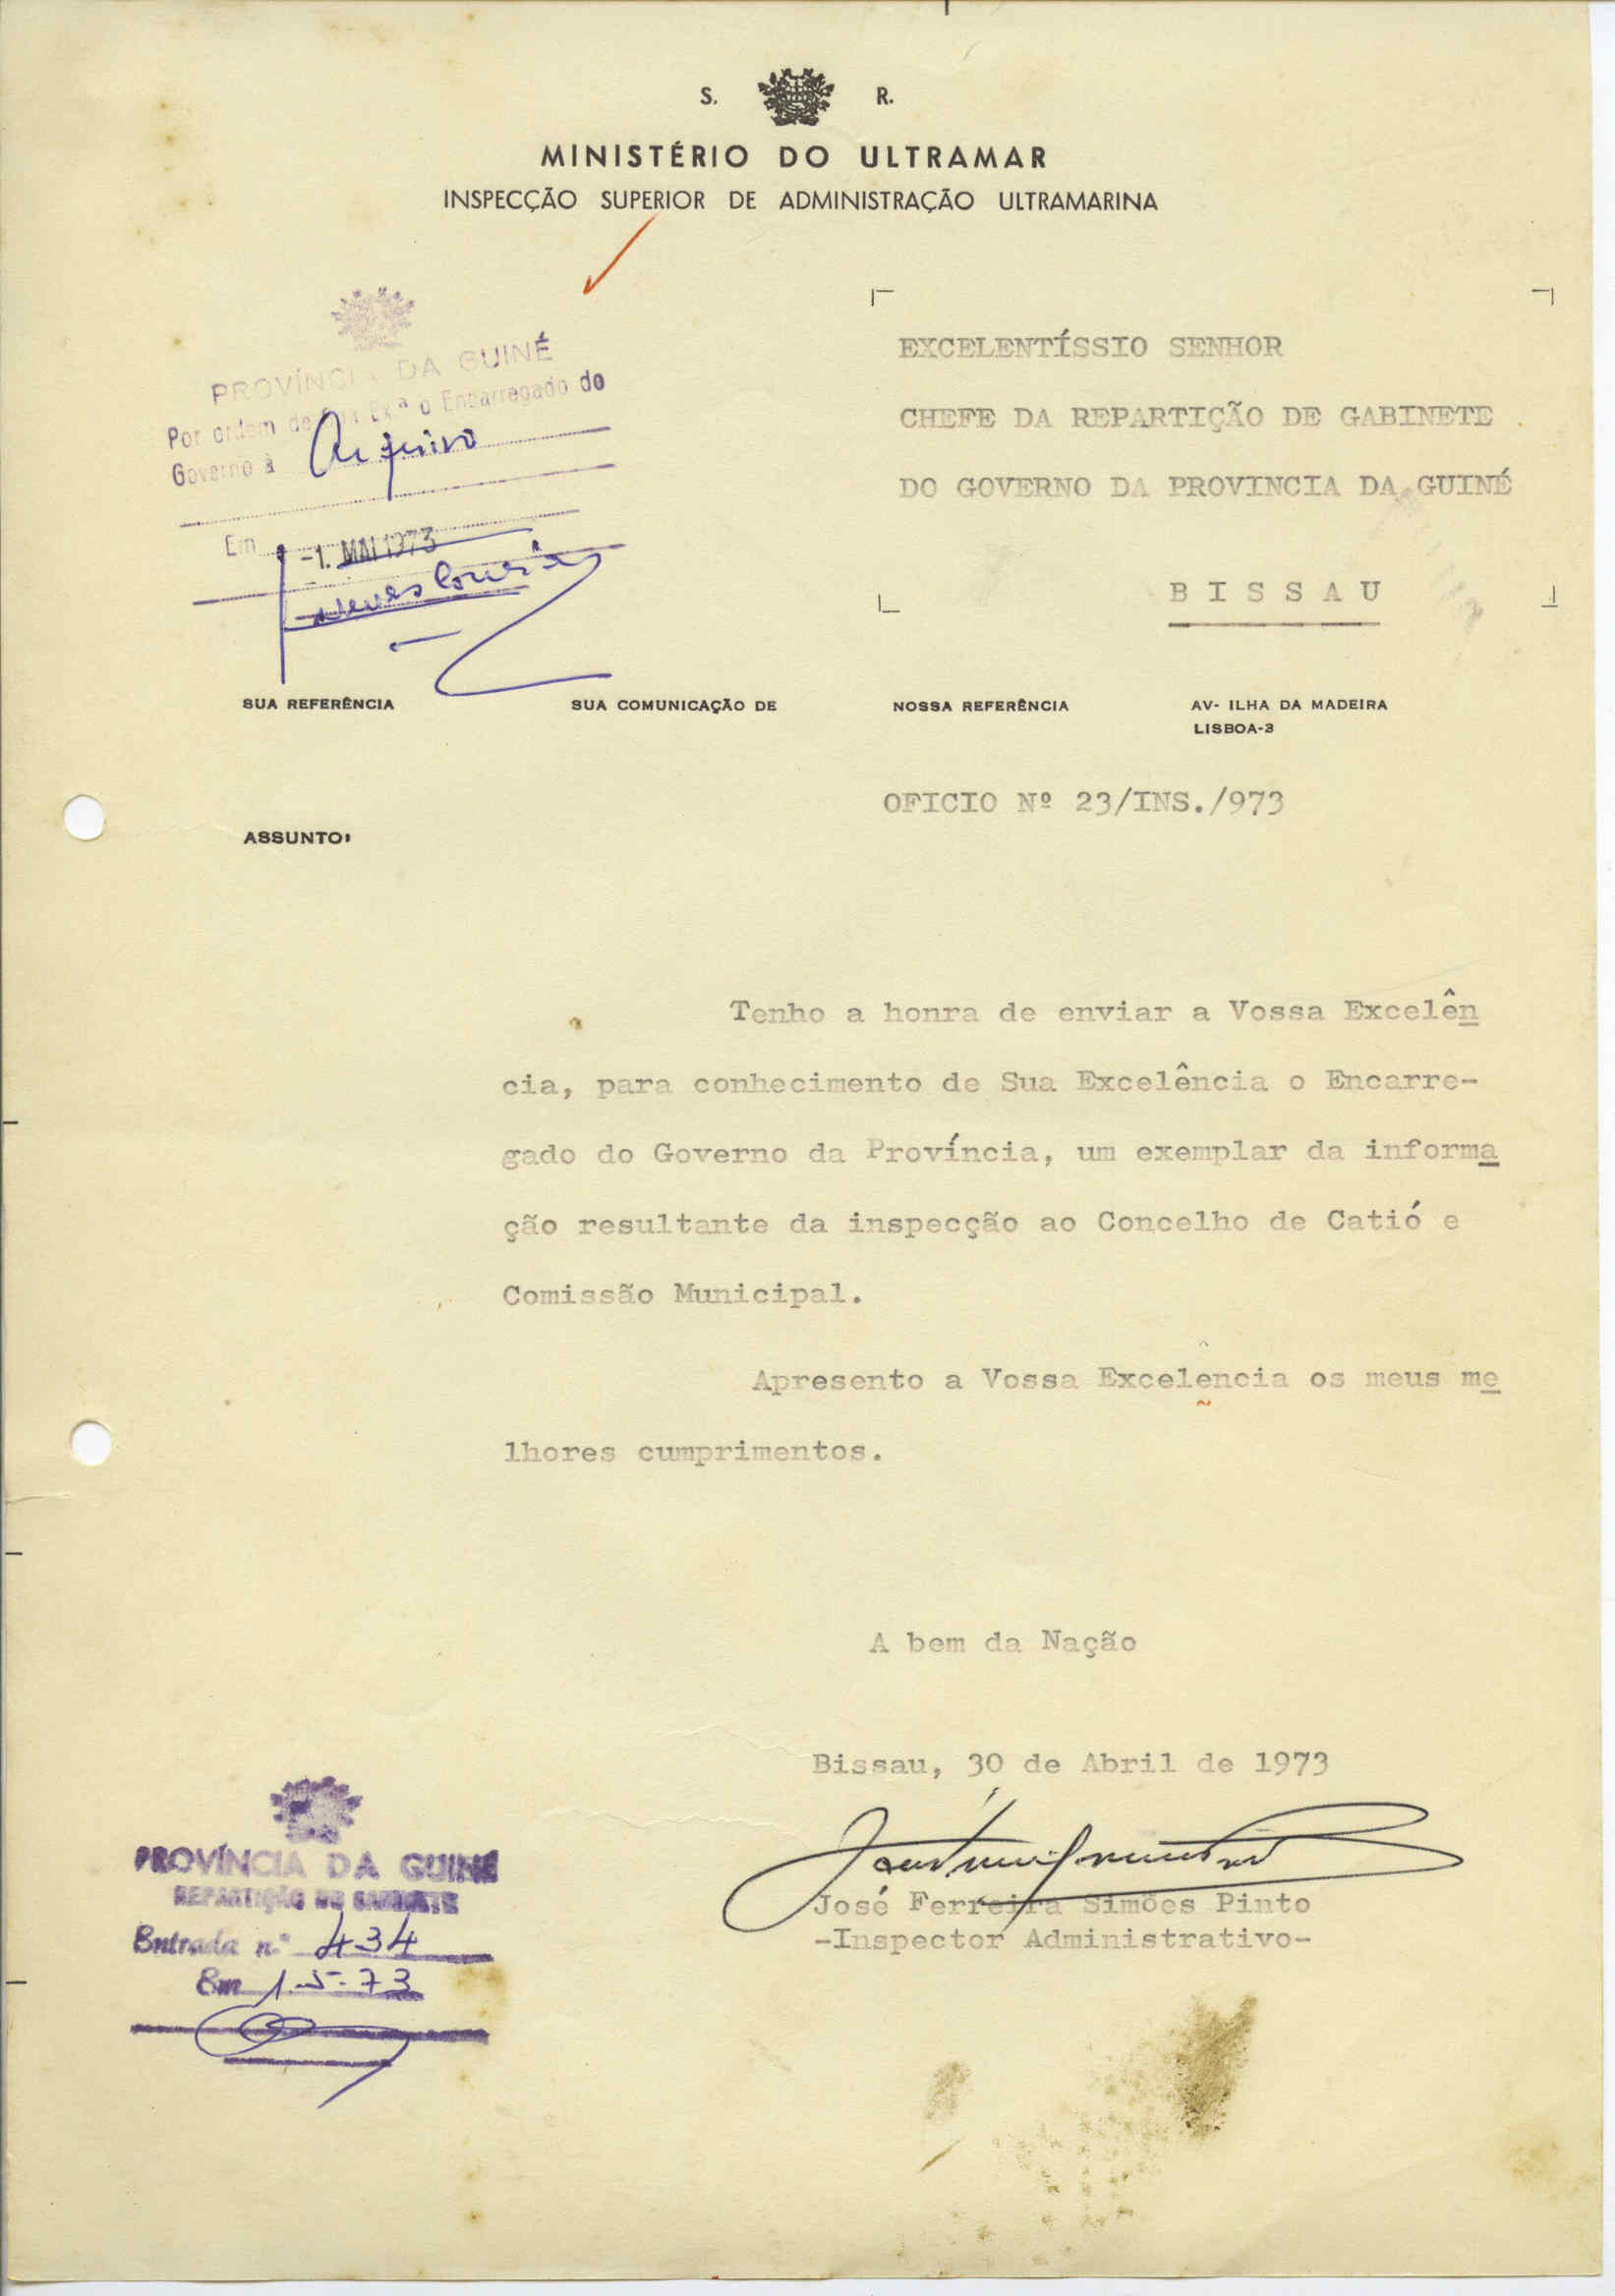 S. R.
MINISTÉRIO DO ULTRAMAR
INSPECÇÃO SUPERIOR DE ADMINISTRAÇÃO ULTRAMARINA
PROVÍNCIA DA GUINÉ
Por ordem de Sua Exª o Encarregado do
Governo à Arquivo
Em -1. MAI 1973
EXCELENTÍSSIO SENHOR
CHEFE DA REPARTIÇÃO DE GABINETE
DO GOVERNO DA PROVINCIA DA GUINÉ
B I S S A U
SUA REFERÊNCIA SUA COMUNICAÇÃO DE NOSSA REFERÊNCIA AV- ILHA DA MADEIRA
LISBOA-3
OFICIO Nº 23/INS./973
ASSUNTO:
Tenho a honra de enviar a Vossa Excelên
cia, para conhecimento de Sua Excelência o Encarre-
gado do Governo da Província, um exemplar da informa
ção resultante da inspecção ao Concelho de Catió e
Comissão Municipal.
Apresento a Vossa Excelência os meus me
lhores cumprimentos.
A bem da Nação
Bissau, 30 de Abril de 1973
José Ferreira Simões Pinto
-Inspector Administrativo-
PROVÍNCIA DA GUINÉ
REPARTIÇÃO DO GABINETE
Entrada n.º 434
Em 1-5-73